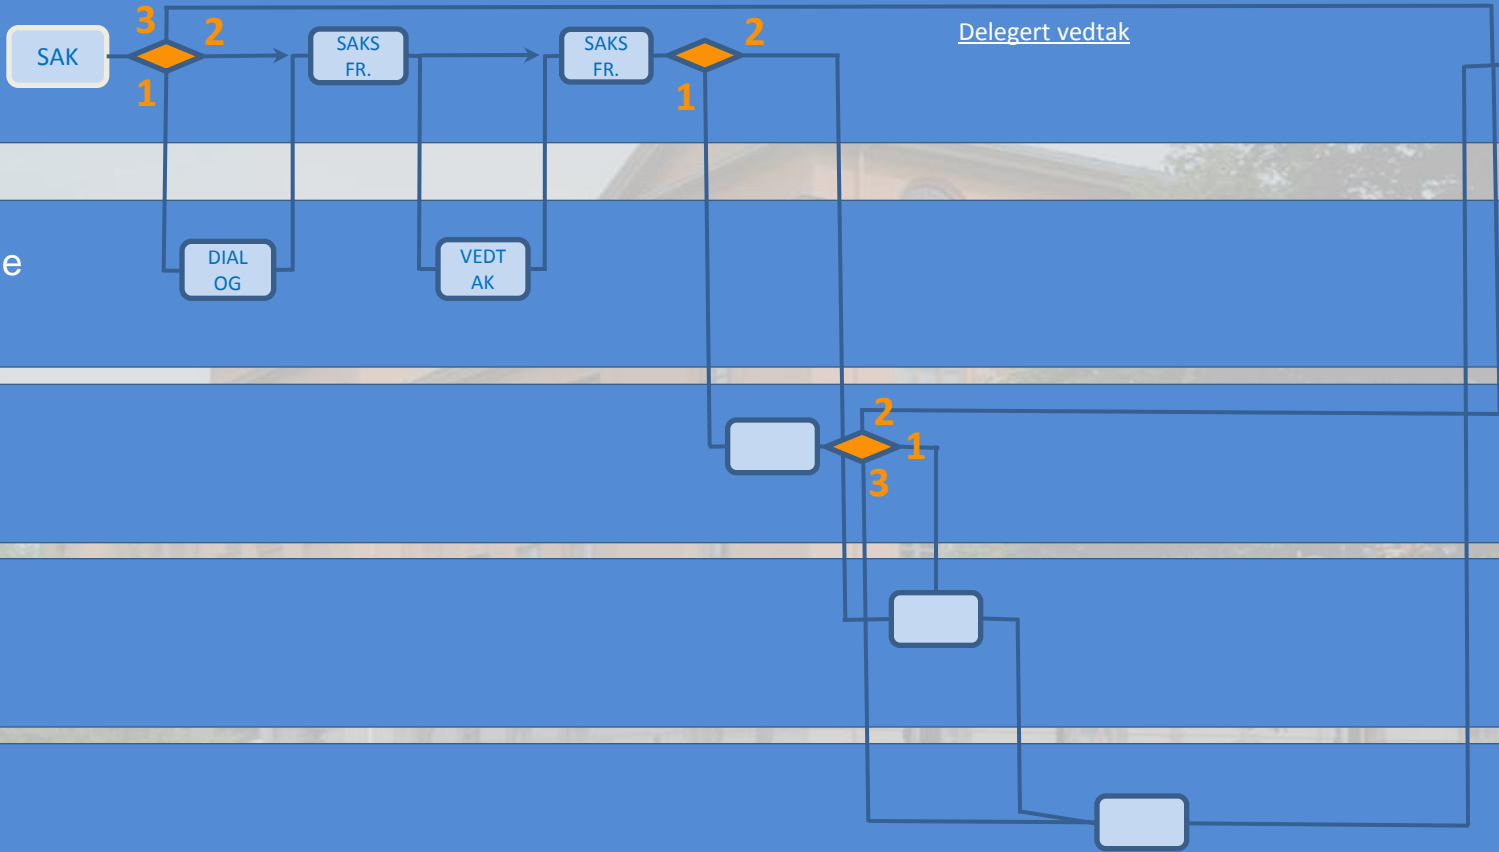 3
2
Delegert vedtak
2
SAK
SAKS
FR.
SAKS
FR.
1
1
e
DIAL
OG
VEDT
AK
2
1
3